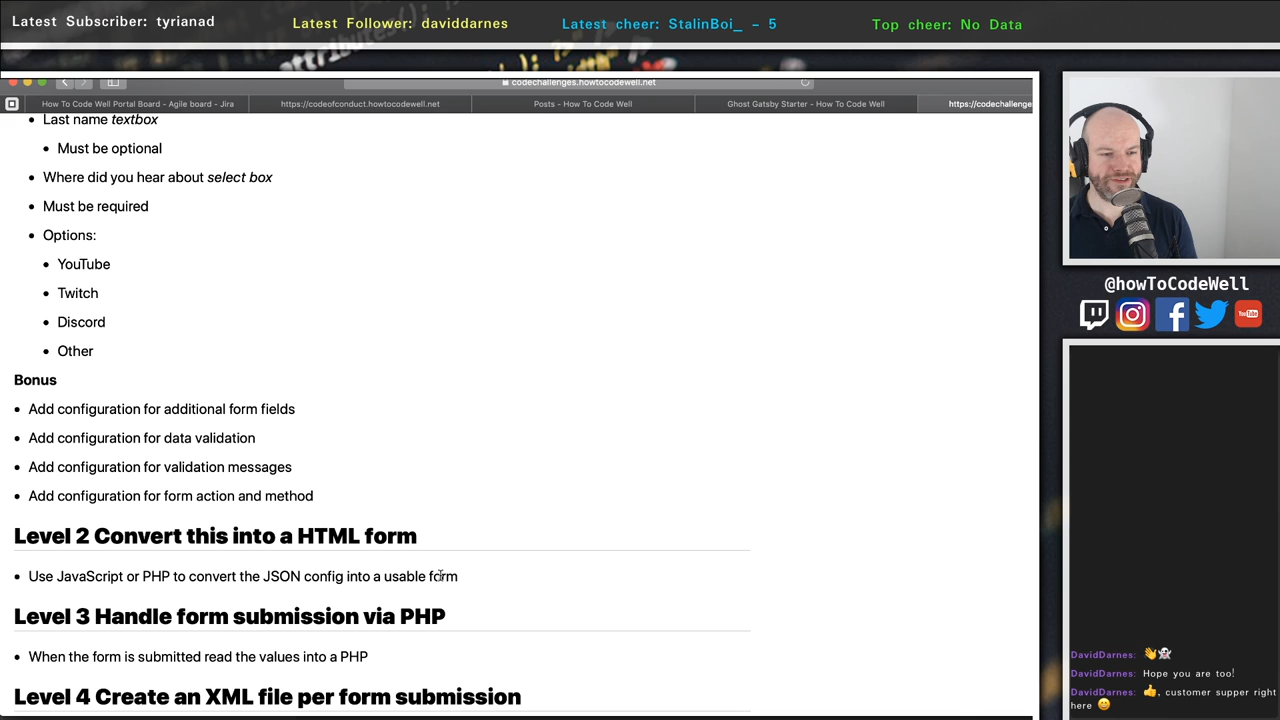 Latest Subscriber: tyrianad
Latest Follower: daviddarnes
Latest cheer: StalinBoi_ - 5
Top cheer: No Data
codechallenges.howtocodewell.net
How To Code Well Portal Board - Agile board - Jira
https://codeofconduct.howtocodewell.net
Posts - How To Code Well
Ghost Gatsby Starter - How To Code Well
https://codechallenge
Last name textbox
Must be optional
Where did you hear about select box
Must be required
Options:
YouTube
Twitch
Discord
Other
Bonus
Add configuration for additional form fields
Add configuration for data validation
Add configuration for validation messages
Add configuration for form action and method
Level 2 Convert this into a HTML form
Use JavaScript or PHP to convert the JSON config into a usable form
Level 3 Handle form submission via PHP
When the form is submitted read the values into a PHP
Level 4 Create an XML file per form submission
@howToCodeWell
DavidDarnes: 👋👻
DavidDarnes: Hope you are too!
DavidDarnes: 👍, customer supper right
here 😄